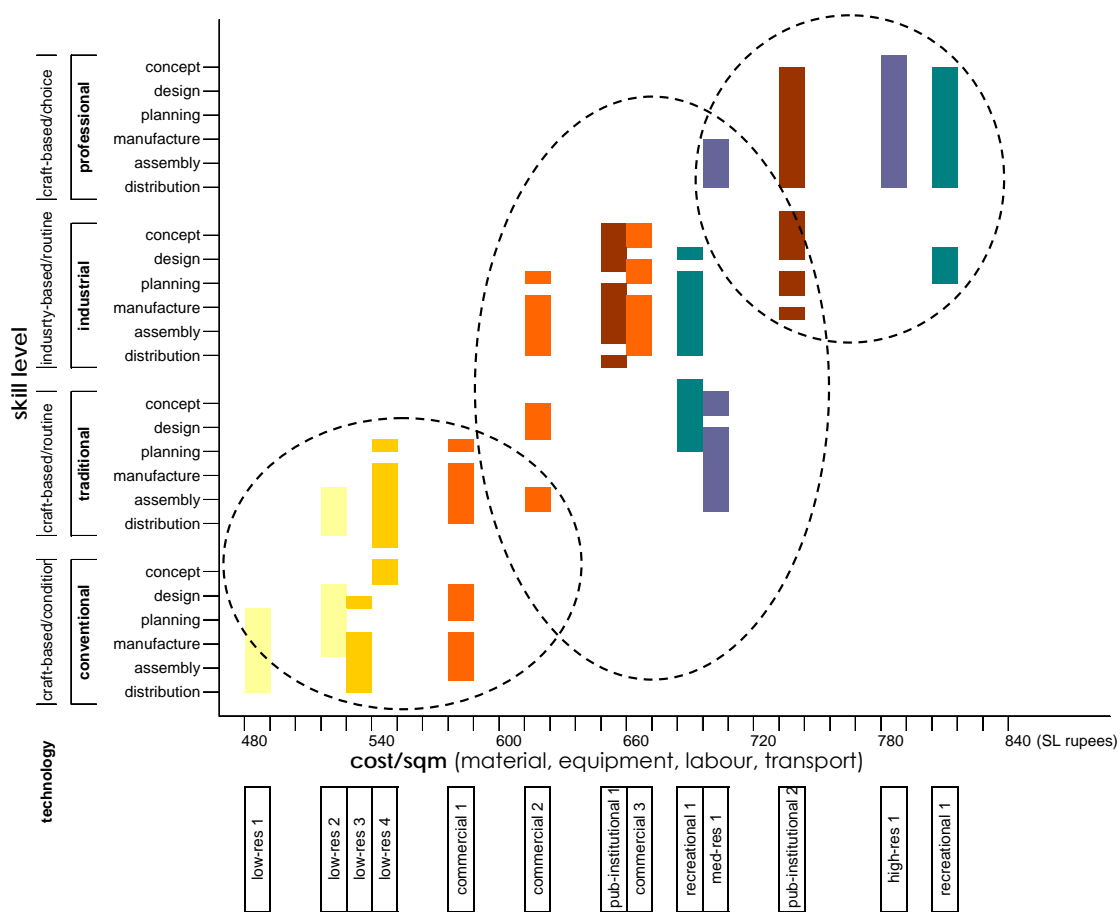 skill level
craft-based/choice
professional
concept
design
planning
manufacture
assembly
distribution
indusrty-based/routine
industrial
concept
design
planning
manufacture
assembly
distribution
craft-based/routine
traditional
concept
design
planning
manufacture
assembly
distribution
craft-based/condition
conventional
concept
design
planning
manufacture
assembly
distribution
480 540 600 660 720 780 840 (SL rupees)
cost/sqm (material, equipment, labour, transport)
technology
low-res 1
low-res 2
low-res 3
low-res 4
commercial 1
commercial 2
pub-institutional 1
commercial 3
recreational 1
med-res 1
pub-institutional 2
high-res 1
recreational 1